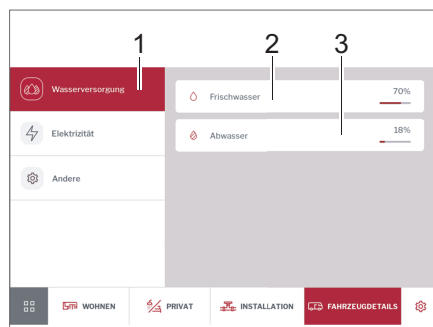 1 2 3
Wasserversorgung
Frischwasser 70%
Elektrizität
Abwasser 18%
Andere
WOHNEN PRIVAT INSTALLATION FAHRZEUGDETAILS